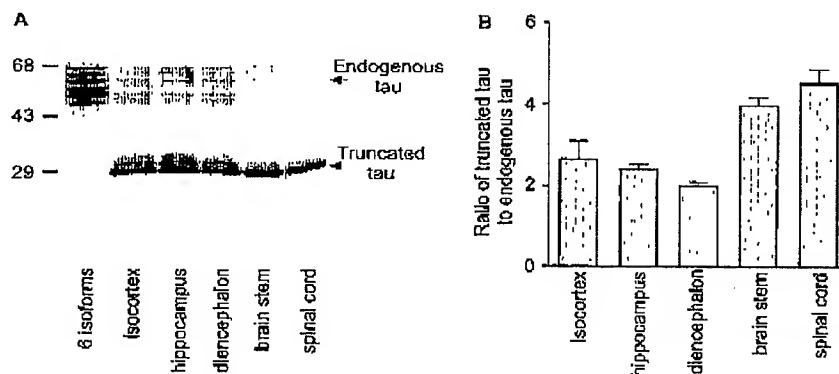 A
68
43
29
Endogenous
tau
Truncated
tau
6 isoforms
isocortex
hippocampus
diencephalon
brain stem
spinal cord
B
Ratio of truncated tau
to endogenous tau
6
4
2
0
Isocortex
hippocampus
diencephalon
brain stem
spinal cord